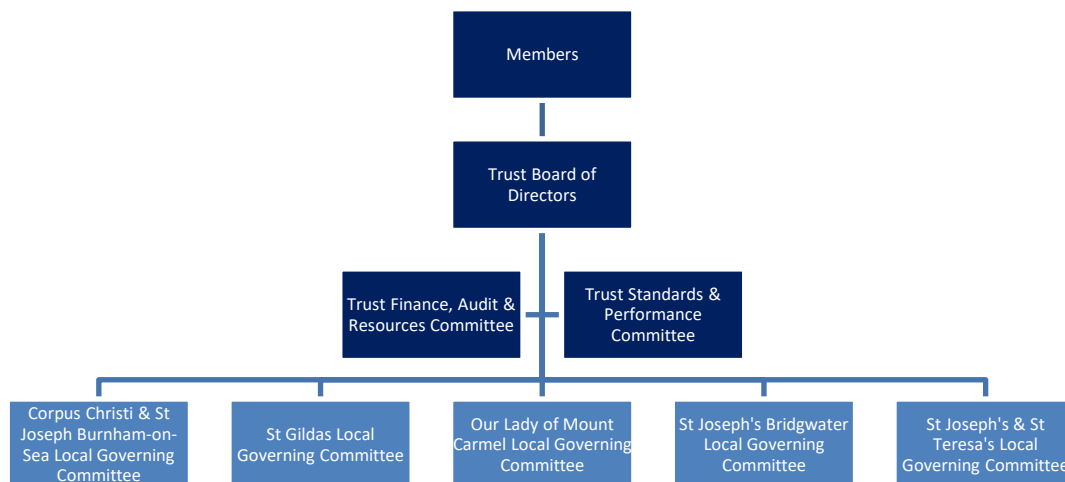 Members
Trust Board of
Directors
Trust Finance, Audit &
Resources Committee
Trust Standards &
Performance
Committee
Corpus Christi & St
Joseph Burnham-on-
Sea Local Governing
Committee
St Gildas Local
Governing Committee
Our Lady of Mount
Carmel Local Governing
Committee
St Joseph's Bridgwater
Local Governing
Committee
St Joseph's & St
Teresa's Local
Governing Committee